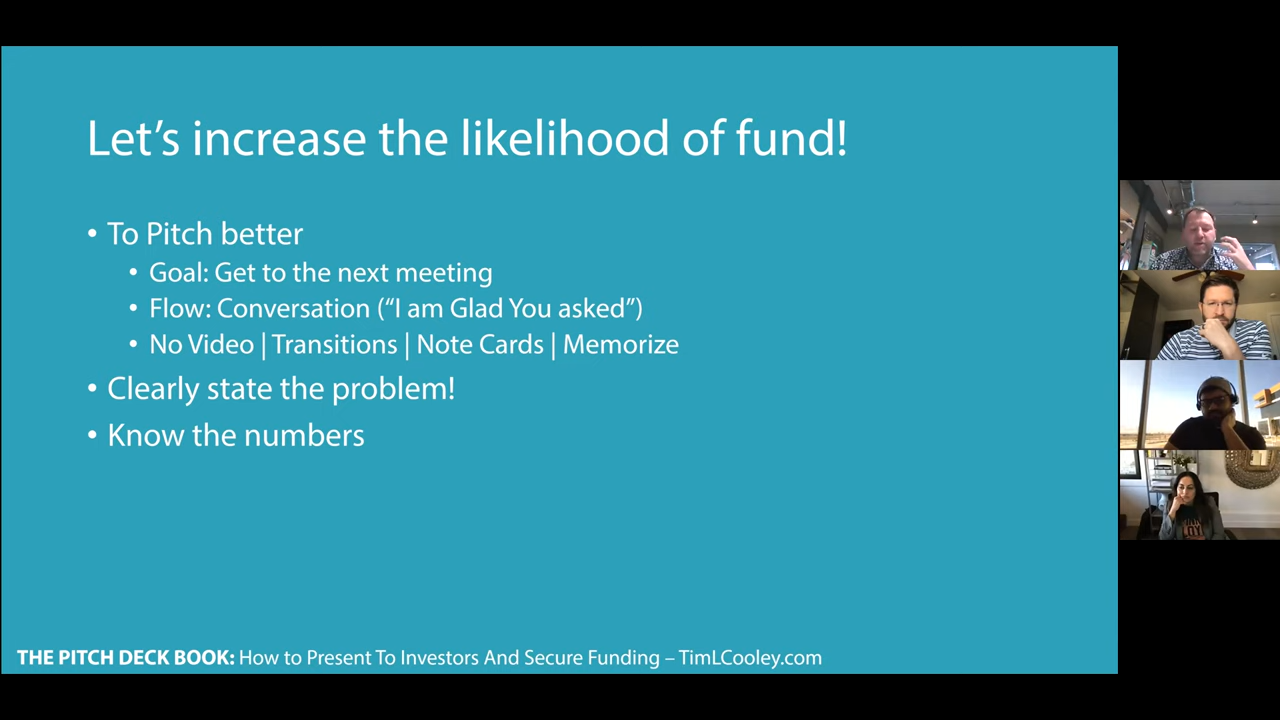 Let’s increase the likelihood of fund!
• To Pitch better
• Goal: Get to the next meeting
• Flow: Conversation (“I am Glad You asked”)
• No Video | Transitions | Note Cards | Memorize
• Clearly state the problem!
• Know the numbers
THE PITCH DECK BOOK: How to Present To Investors And Secure Funding – TimLCooley.com